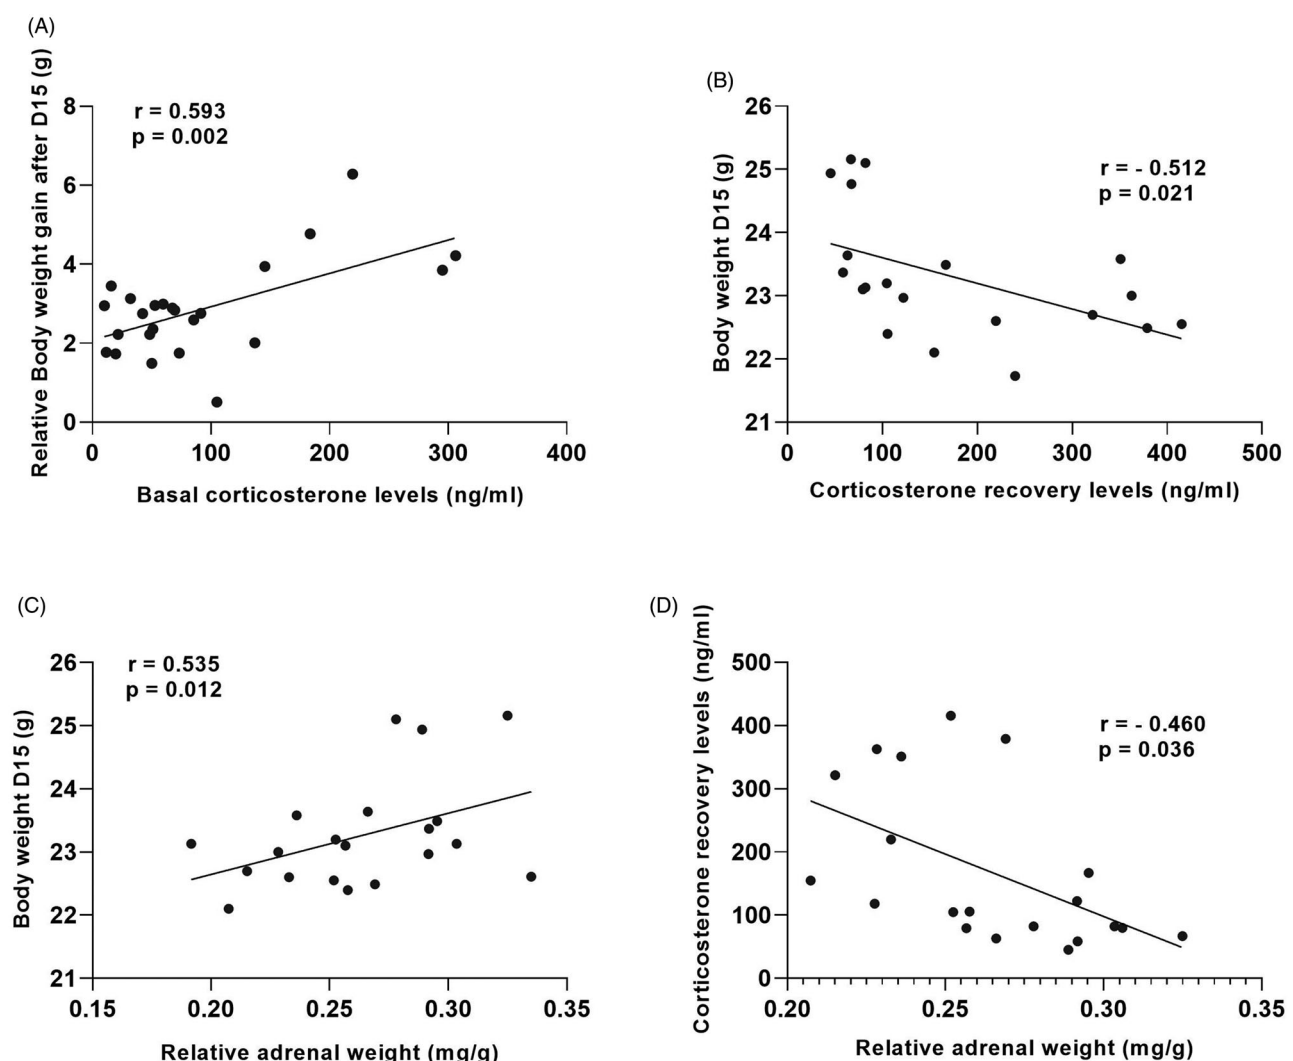 (A)
Relative Body weight gain after D15 (g)
r = 0.593
p = 0.002
8
6
4
2
0
0 100 200 300 400
Basal corticosterone levels (ng/ml)
(B)
Body weight D15 (g)
r = - 0.512
p = 0.021
26
25
24
23
22
21
0 100 200 300 400 500
Corticosterone recovery levels (ng/ml)
(C)
Body weight D15 (g)
r = 0.535
p = 0.012
26
25
24
23
22
21
0.15 0.20 0.25 0.30 0.35
Relative adrenal weight (mg/g)
(D)
Corticosterone recovery levels (ng/ml)
r = - 0.460
p = 0.036
500
400
300
200
100
0
0.20 0.25 0.30 0.35
Relative adrenal weight (mg/g)